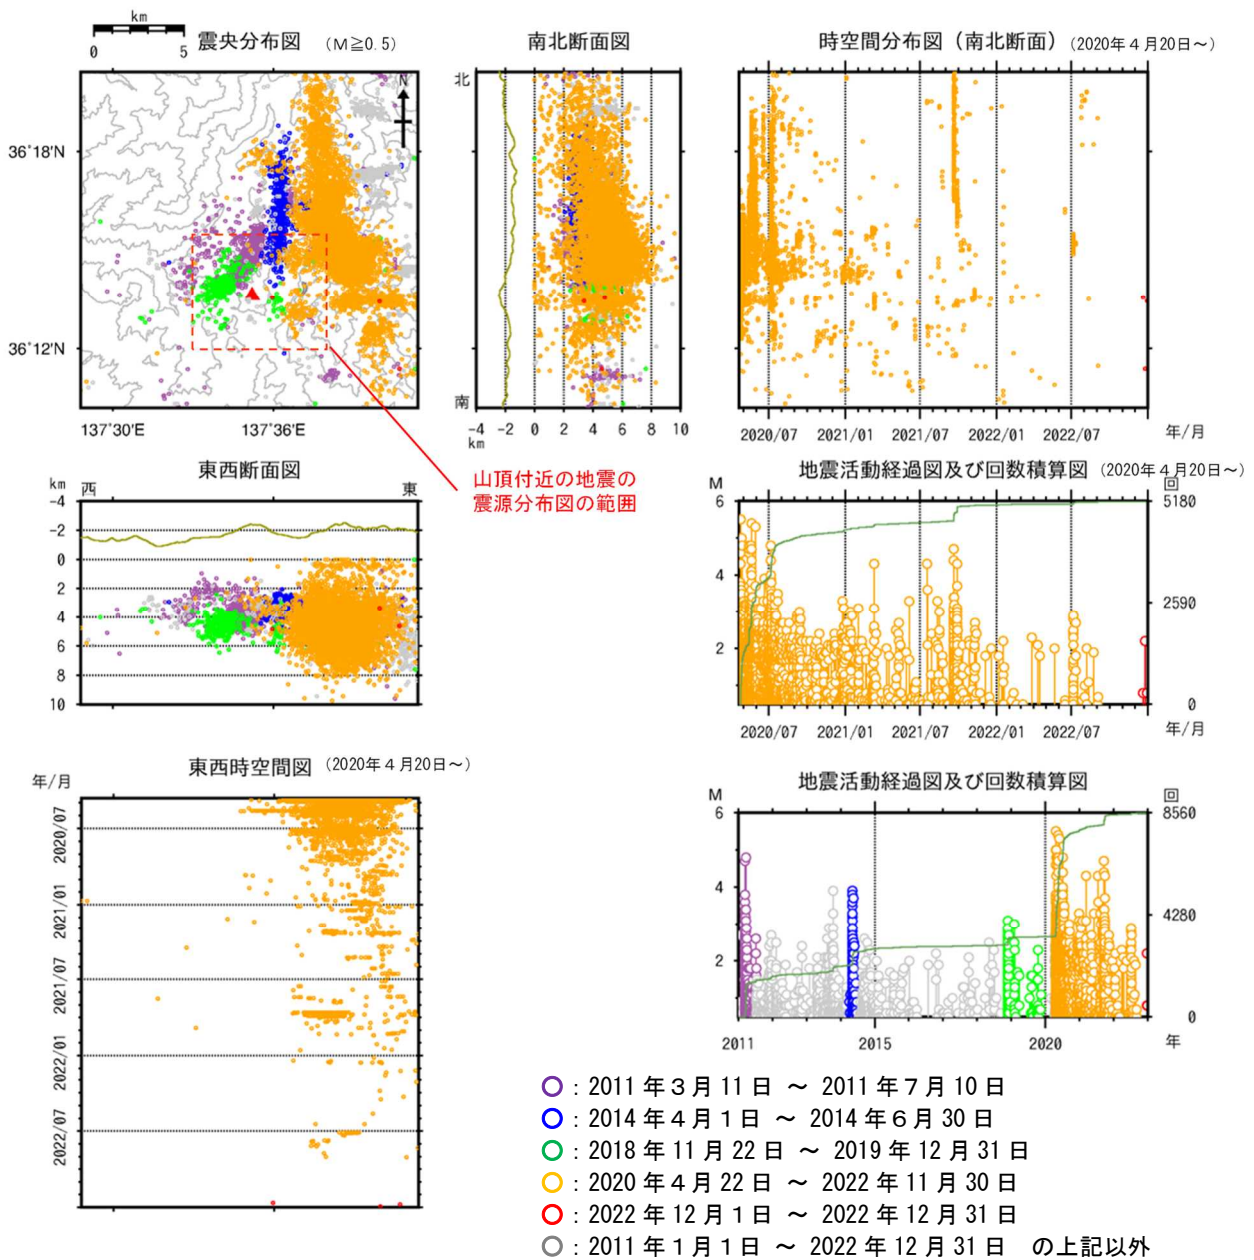 km
0 5
震央分布図 (M≧0.5)
N
36°18'N
36°12'N
137°30'E 137°36'E
南北断面図
北
南
-4 -2 0 2 4 6 8 10
km
時空間分布図（南北断面）(2020年4月20日～)
2020/07 2021/01 2021/07 2022/01 2022/07 年/月
山頂付近の地震の
震源分布図の範囲
東西断面図
km 西 東
-4
-2
0
2
4
6
8
10
地震活動経過図及び回数積算図 (2020年4月20日～)
M 回
6 5180
4
2590
2
0
2020/07 2021/01 2021/07 2022/01 2022/07 年/月
東西時空間図 (2020年4月20日～)
年/月
2020/07
2021/01
2021/07
2022/01
2022/07
地震活動経過図及び回数積算図
M 回
6 8560
4
4280
2
0
2011 2015 2020 年
：2011年3月11日 ～ 2011年7月10日
：2014年4月1日 ～ 2014年6月30日
：2018年11月22日 ～ 2019年12月31日
：2020年4月22日 ～ 2022年11月30日
：2022年12月1日 ～ 2022年12月31日
：2011年1月1日 ～ 2022年12月31日 の上記以外